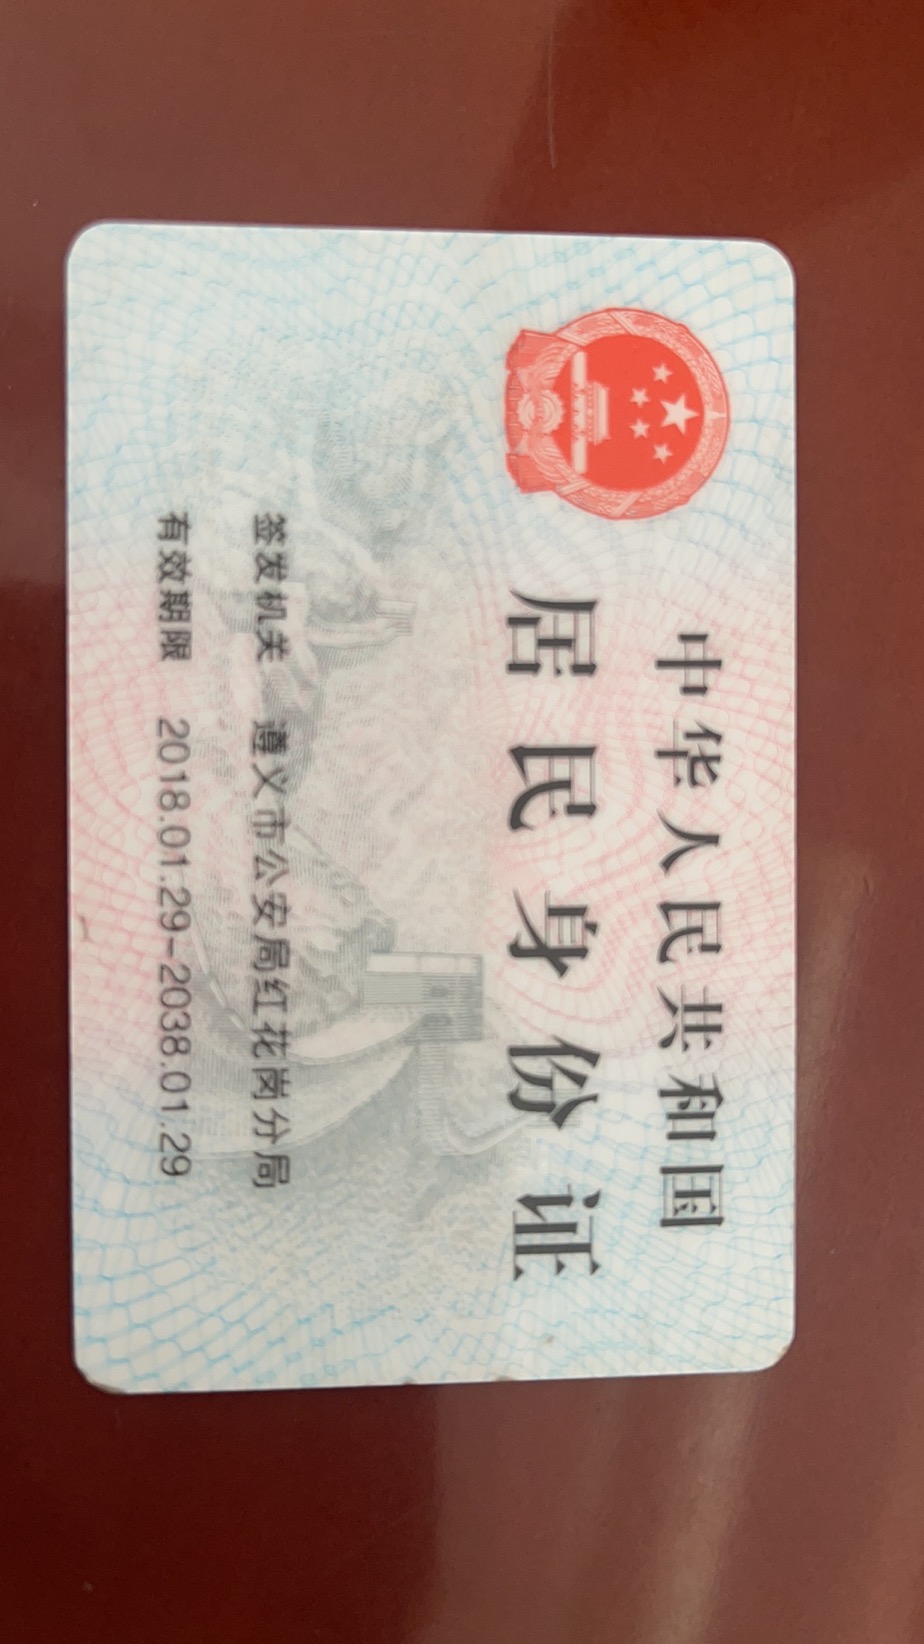 中华人民共和国
居民身份证
签发机关 遵义市公安局红花岗分局
有效期限 2018.01.29-2038.01.29